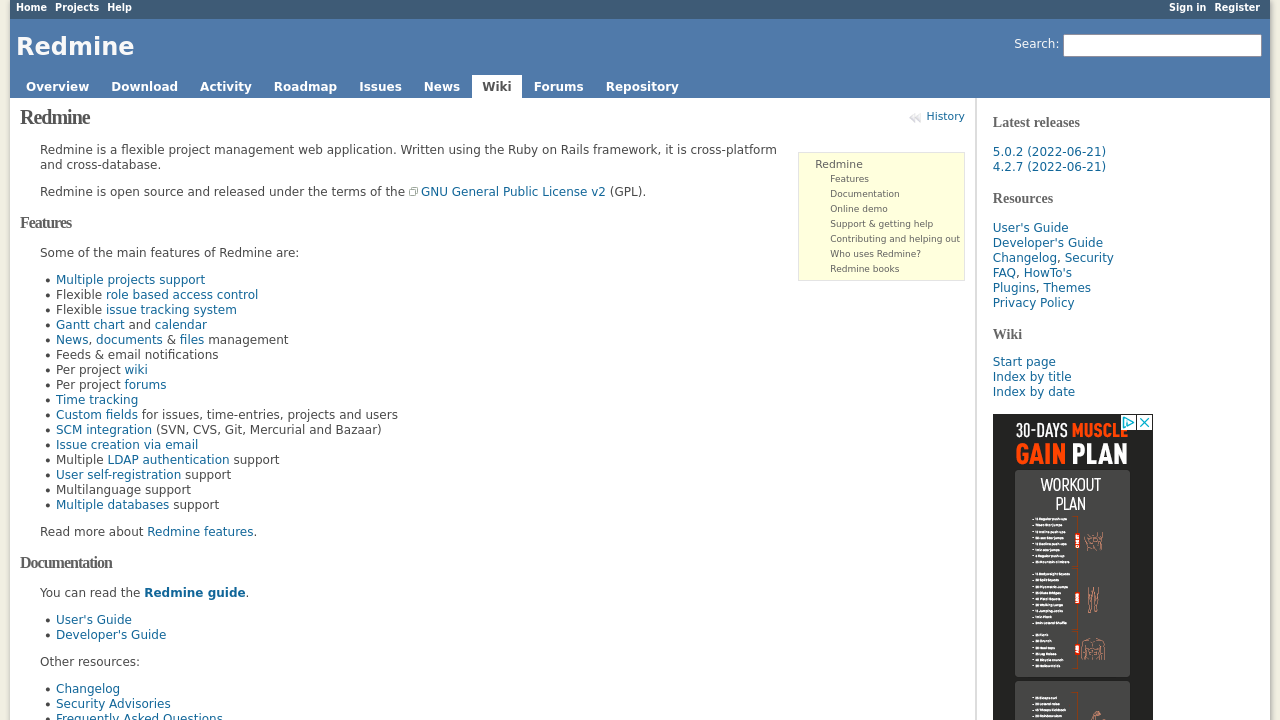 Home Projects Help
Sign in Register
Redmine
Search:
Overview Download Activity Roadmap Issues News Wiki Forums Repository
Redmine
History
Redmine is a flexible project management web application. Written using the Ruby on Rails framework, it is cross-platform
and cross-database.
Redmine is open source and released under the terms of the GNU General Public License v2 (GPL).
Redmine
Features
Documentation
Online demo
Support & getting help
Contributing and helping out
Who uses Redmine?
Redmine books
Features
Some of the main features of Redmine are:
Multiple projects support
Flexible role based access control
Flexible issue tracking system
Gantt chart and calendar
News, documents & files management
Feeds & email notifications
Per project wiki
Per project forums
Time tracking
Custom fields for issues, time-entries, projects and users
SCM integration (SVN, CVS, Git, Mercurial and Bazaar)
Issue creation via email
Multiple LDAP authentication support
User self-registration support
Multilanguage support
Multiple databases support
Read more about Redmine features.
Documentation
You can read the Redmine guide.
User's Guide
Developer's Guide
Other resources:
Changelog
Security Advisories
Frequently Asked Questions
Latest releases
5.0.2 (2022-06-21)
4.2.7 (2022-06-21)
Resources
User's Guide
Developer's Guide
Changelog, Security
FAQ, HowTo's
Plugins, Themes
Privacy Policy
Wiki
Start page
Index by title
Index by date
30-DAYS MUSCLE
GAIN PLAN
WORKOUT
PLAN